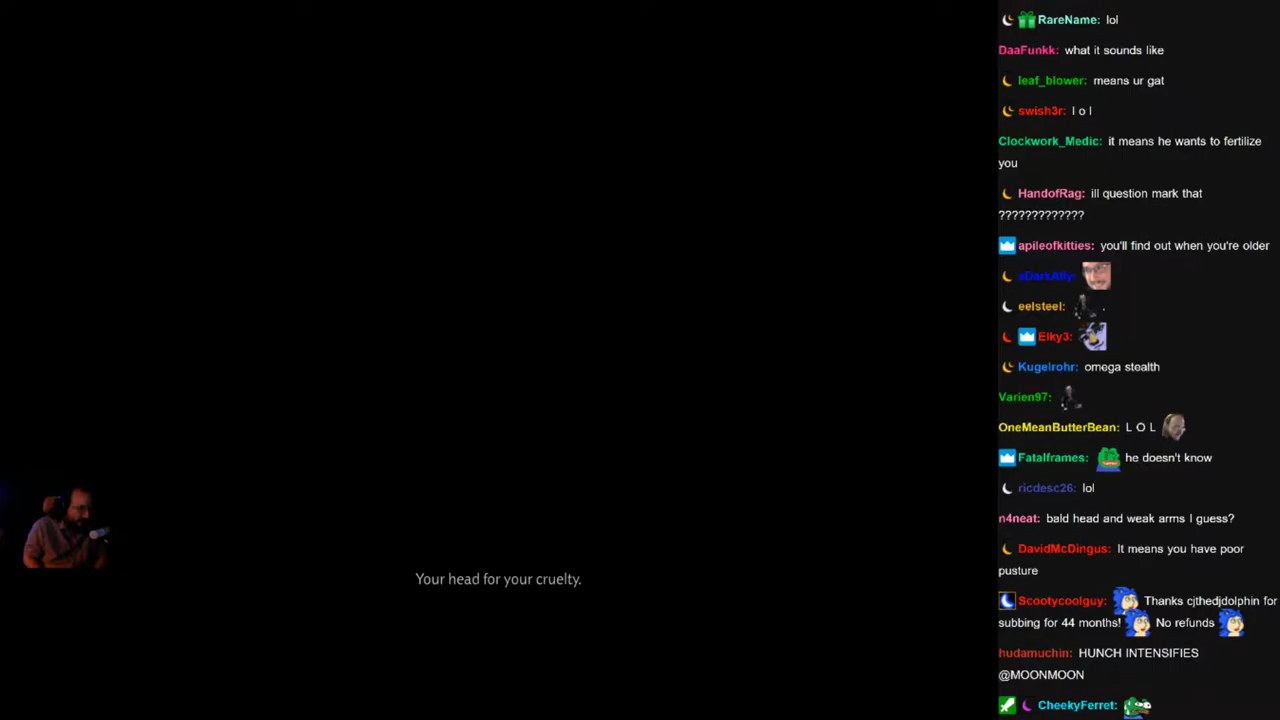 RareName: lol
DaaFunkk: what it sounds like
leaf_blower: means ur gat
swish3r: l o l
Clockwork_Medic: it means he wants to fertilize
you
HandofRag: ill question mark that
?????????????
apileofkitties: you'll find out when you're older
aDarkAlly:
eelsteel:
Elky3:
Kugelrohr: omega stealth
Varien97:
OneMeanButterBean: L O L
Fatalframes: he doesn't know
ricdesc26: lol
n4neat: bald head and weak arms I guess?
DavidMcDingus: It means you have poor
pusture
Your head for your cruelty.
Scootycoolguy: Thanks cjthedjdolphin for
subbing for 44 months! No refunds
hudamuchin: HUNCH INTENSIFIES
@MOONMOON
CheekyFerret: